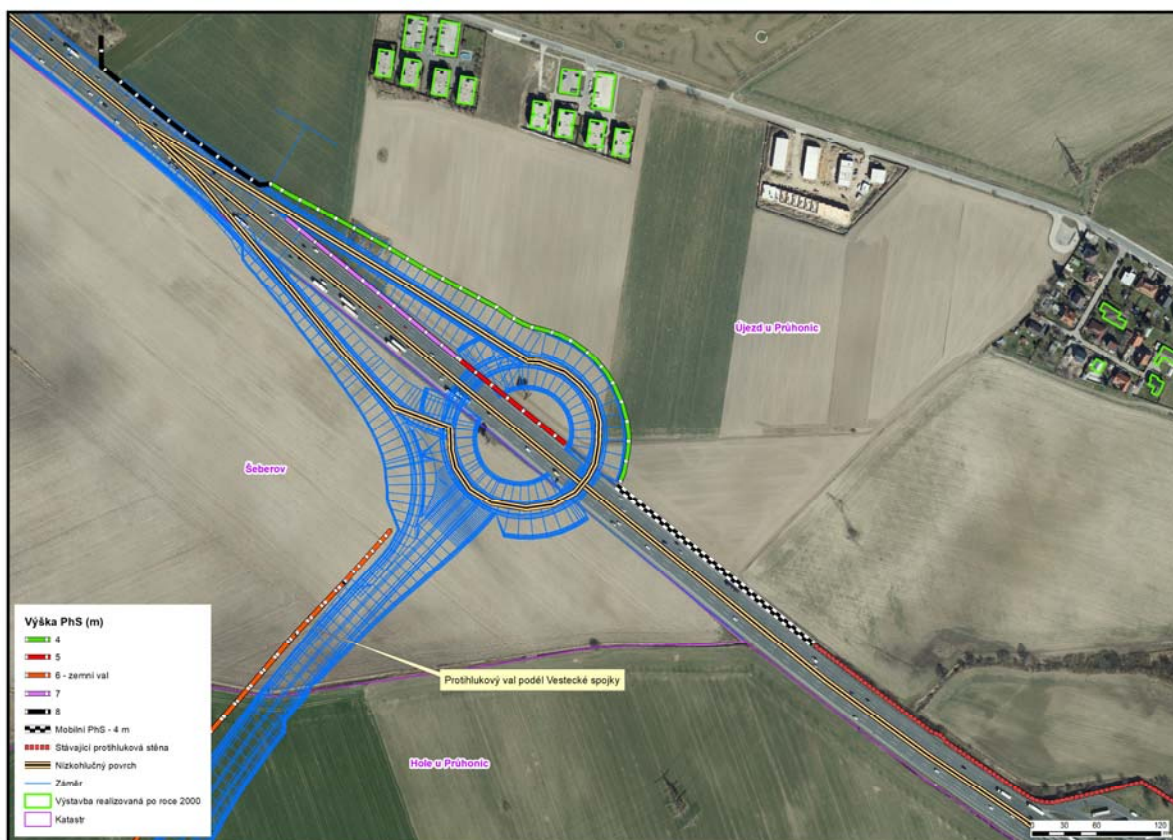 Újezd u Průhonic
Šeberov
Protihlukový val podél Vestecké spojky
Hole u Průhonic
Výška PhS (m)
4
5
6 - zemní val
7
8
Mobilní PhS - 4 m
Stávající protihluková stěna
Nízkohlučný povrch
Záměr
Výstavba realizovaná po roce 2000
Katastr
0 30 60 120